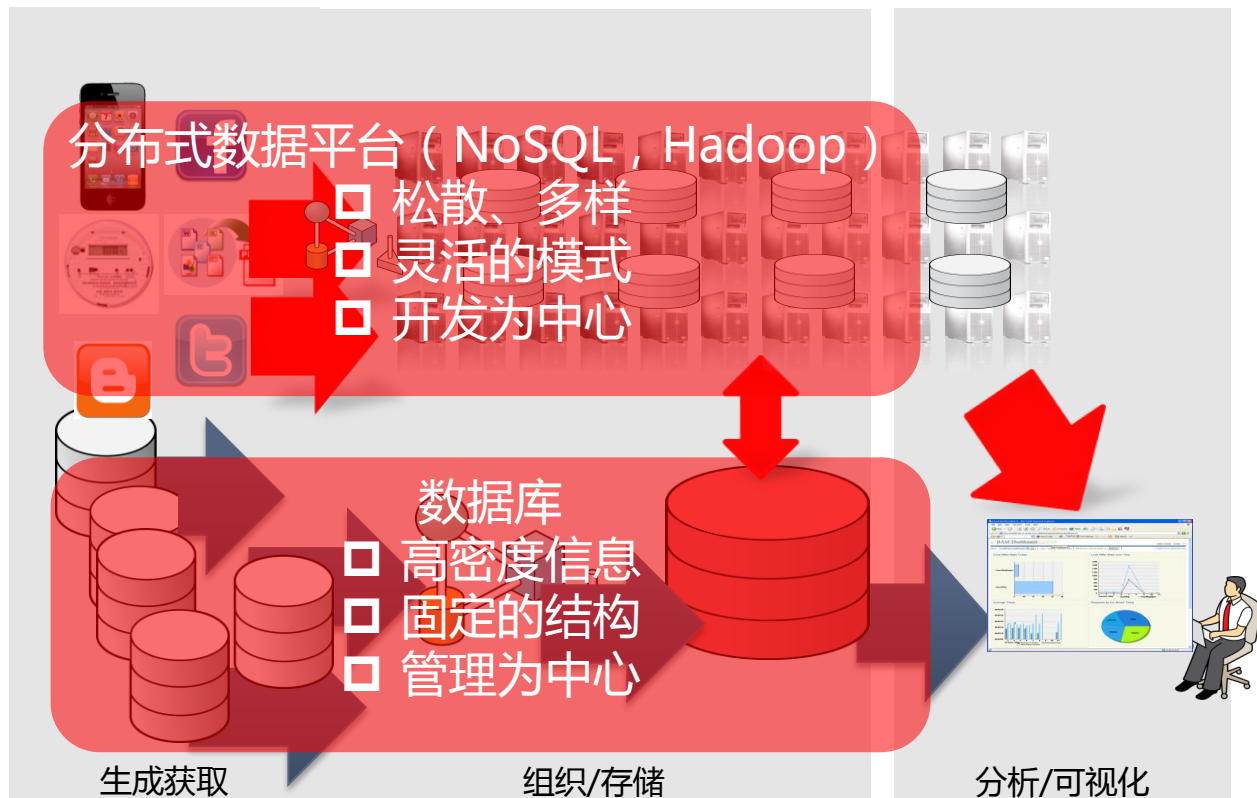 分布式数据平台（NoSQL，Hadoop）
松散、多样
灵活的模式
开发为中心
数据库
高密度信息
固定的结构
管理为中心
生成获取
组织/存储
分析/可视化